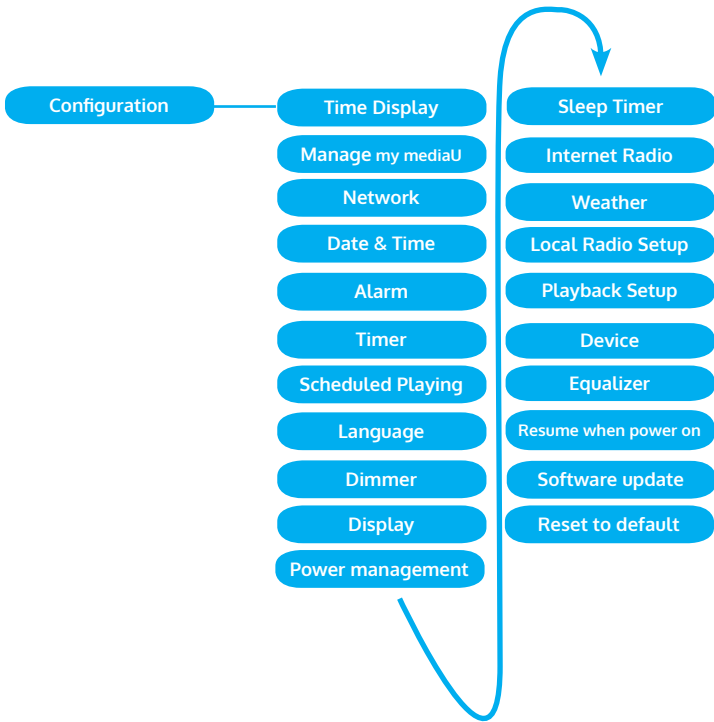 Configuration
Time Display
Manage my mediaU
Network
Date & Time
Alarm
Timer
Scheduled Playing
Language
Dimmer
Display
Power management
Sleep Timer
Internet Radio
Weather
Local Radio Setup
Playback Setup
Device
Equalizer
Resume when power on
Software update
Reset to default